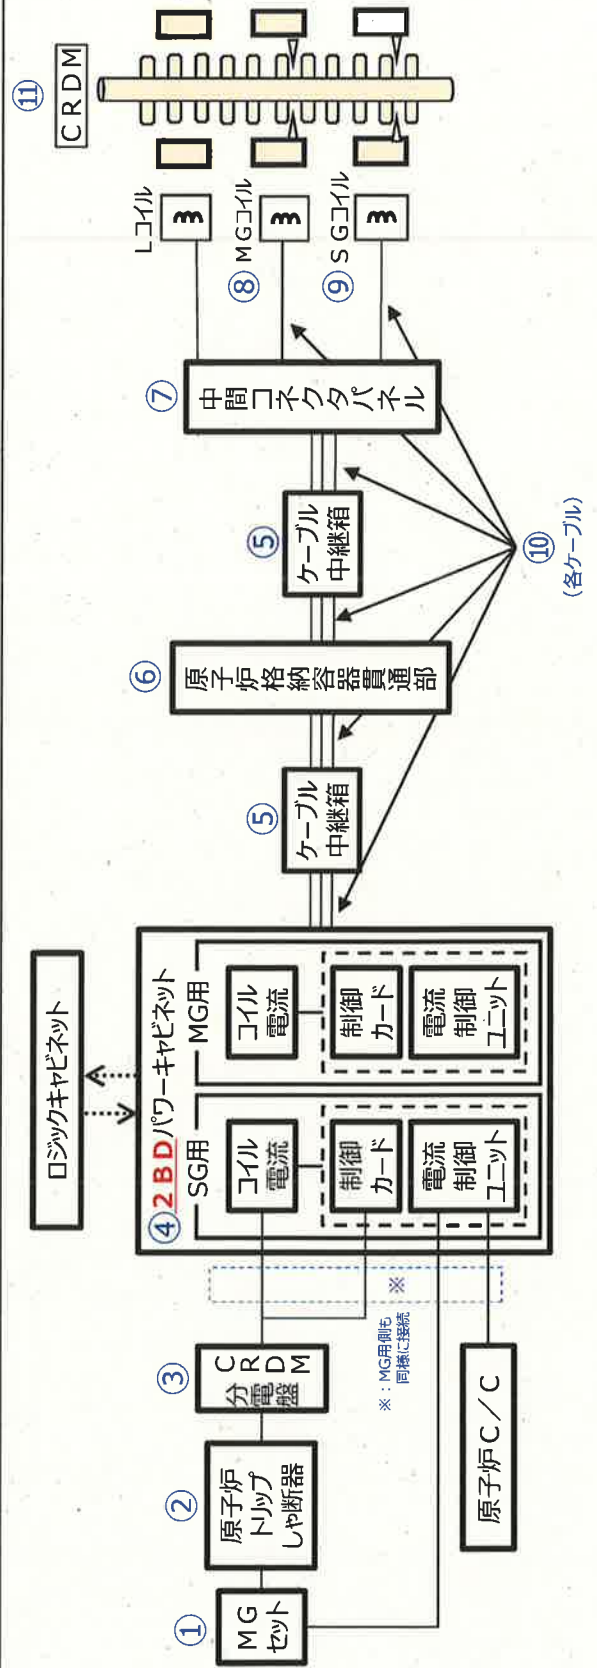 ①
MG
セット
②
原子炉
トリップ
しゃ断器
③
CRDM
分電盤
※
※：MG用側も
同様に接続
原子炉C／C
ロジックキャビネット
④2BDパワーキャビネット
SG用
コイル
電流
制御
カード
電流
制御
ユニット
MG用
コイル
電流
制御
カード
電流
制御
ユニット
⑤
ケーブル
中継箱
⑥
原子炉格納容器貫通部
⑤
ケーブル
中継箱
⑦
中間コネクタパネル
⑩
(各ケーブル)
Lコイル
⑧
MGコイル
⑨
SGコイル
⑪
CRDM